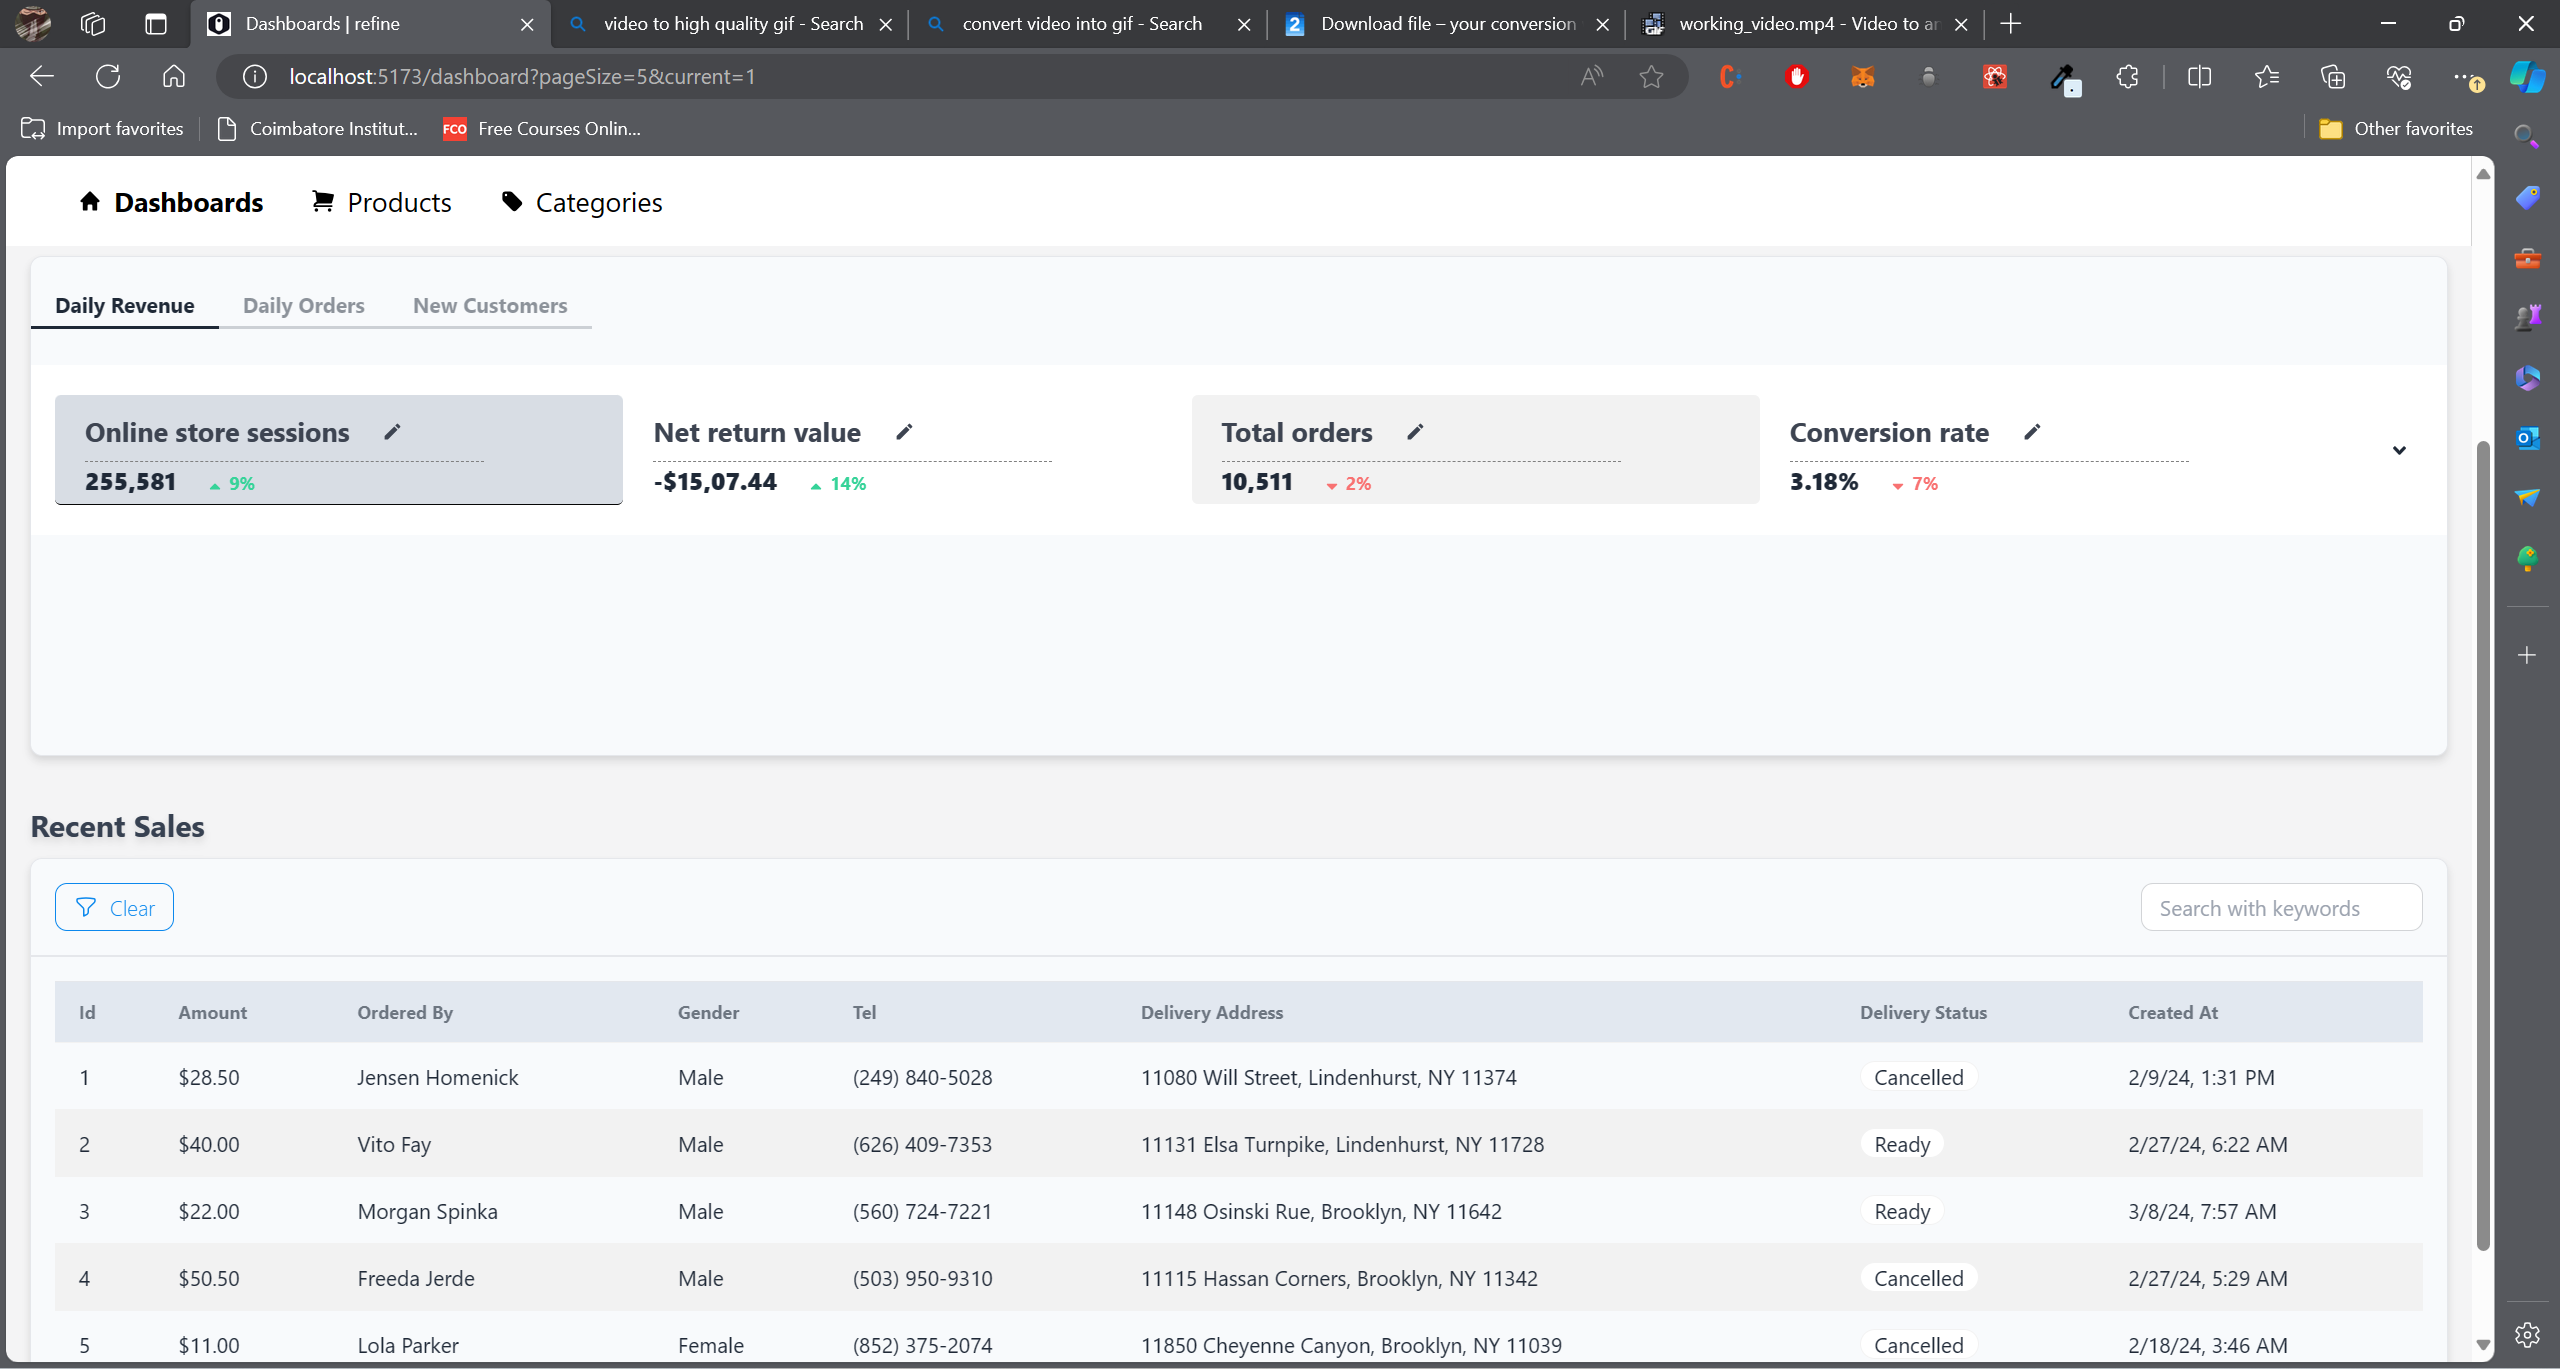 Dashboards | refine
video to high quality gif - Search
convert video into gif - Search
Download file – your conversion
working_video.mp4 - Video to an
localhost:5173/dashboard?pageSize=5&current=1
Import favorites
Coimbatore Institut...
FCO Free Courses Onlin...
Other favorites
Dashboards Products Categories
Daily Revenue Daily Orders New Customers
Online store sessions
255,581 9%
Net return value
-$15,07.44 14%
Total orders
10,511 2%
Conversion rate
3.18% 7%
Recent Sales
Clear
Search with keywords
Id Amount Ordered By Gender Tel Delivery Address Delivery Status Created At
1 $28.50 Jensen Homenick Male (249) 840-5028 11080 Will Street, Lindenhurst, NY 11374 Cancelled 2/9/24, 1:31 PM
2 $40.00 Vito Fay Male (626) 409-7353 11131 Elsa Turnpike, Lindenhurst, NY 11728 Ready 2/27/24, 6:22 AM
3 $22.00 Morgan Spinka Male (560) 724-7221 11148 Osinski Rue, Brooklyn, NY 11642 Ready 3/8/24, 7:57 AM
4 $50.50 Freeda Jerde Male (503) 950-9310 11115 Hassan Corners, Brooklyn, NY 11342 Cancelled 2/27/24, 5:29 AM
5 $11.00 Lola Parker Female (852) 375-2074 11850 Cheyenne Canyon, Brooklyn, NY 11039 Cancelled 2/18/24, 3:46 AM